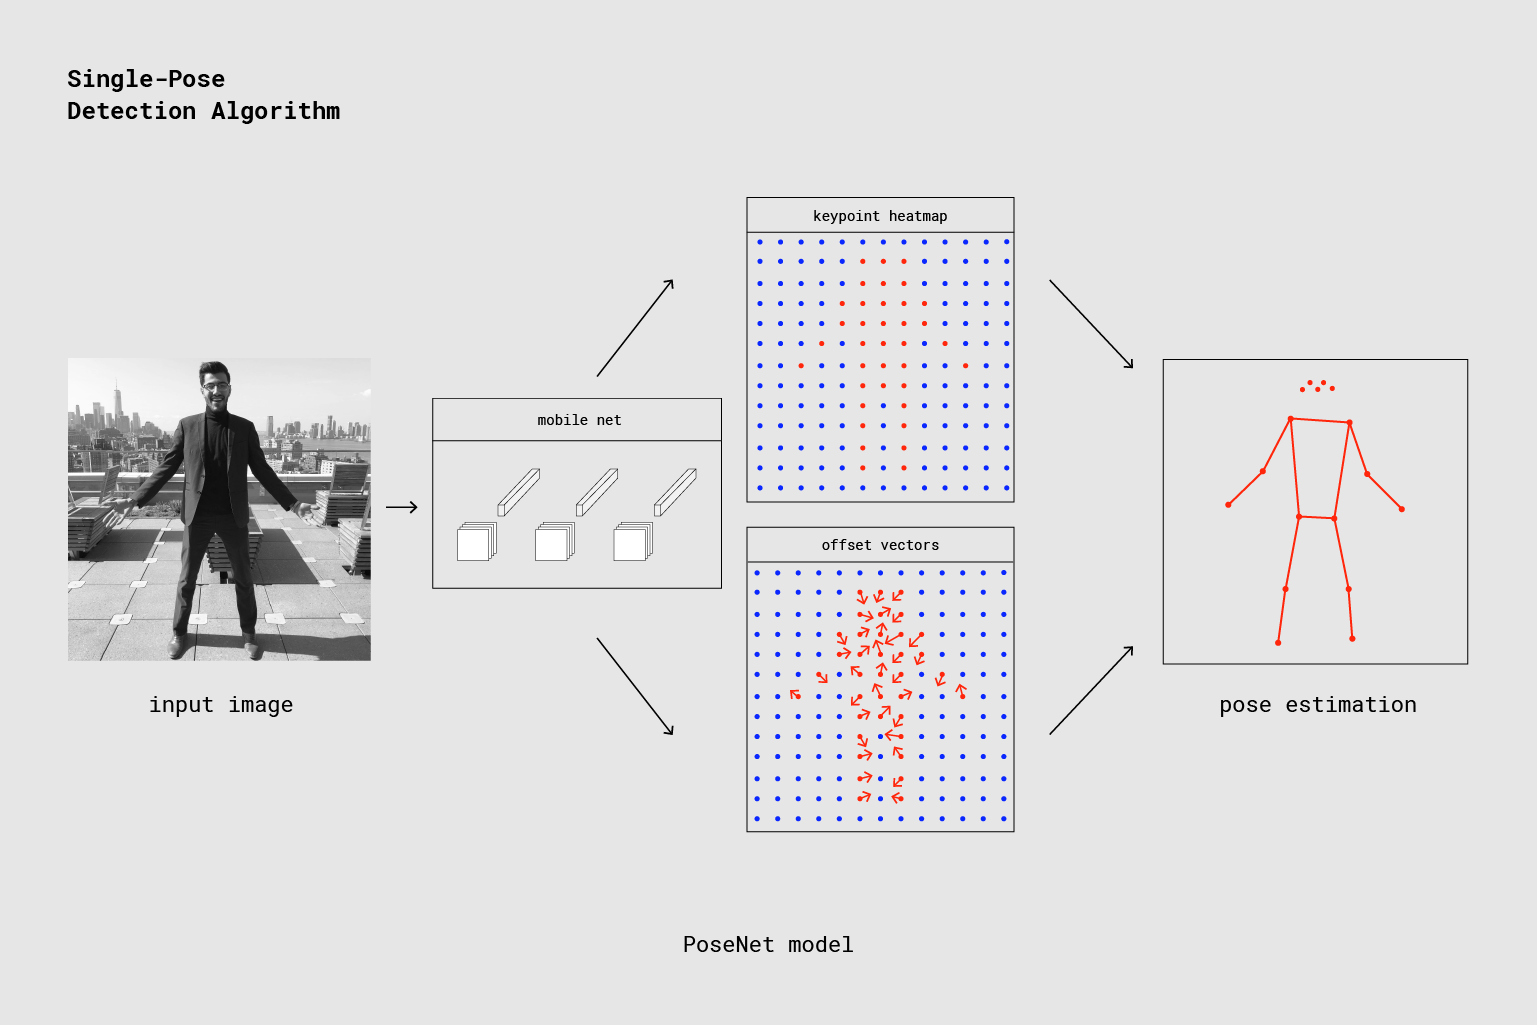 Single-Pose
Detection Algorithm
keypoint heatmap
mobile net
offset vectors
input image
pose estimation
PoseNet model